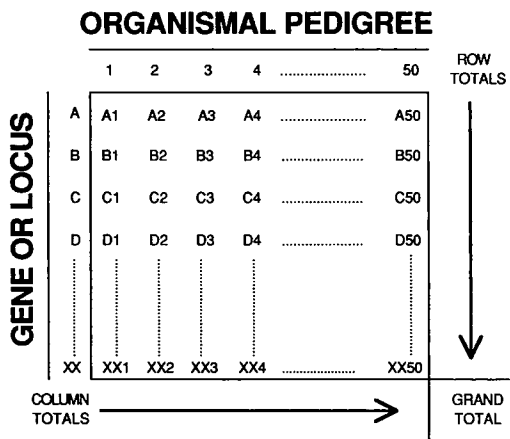 ORGANISMAL PEDIGREE
ROW
TOTALS
1 2 3 4 .................... 50
GENE OR LOCUS
A A1 A2 A3 A4 .................... A50
B B1 B2 B3 B4 .................... B50
C C1 C2 C3 C4 .................... C50
D D1 D2 D3 D4 .................... D50
XX XX1 XX2 XX3 XX4 .................... XX50
COLUMN
TOTALS
GRAND
TOTAL